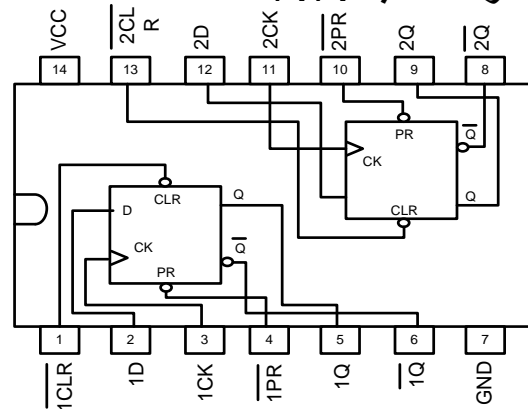 VCC
2CL
R
2D
2CK
2PR
2Q
2Q
14
13
12
11
10
9
8
PR
Q
CK
CLR
Q
CLR
D
Q
CK
Q
PR
1
2
3
4
5
6
7
1CLR
1D
1CK
1PR
1Q
1Q
GND